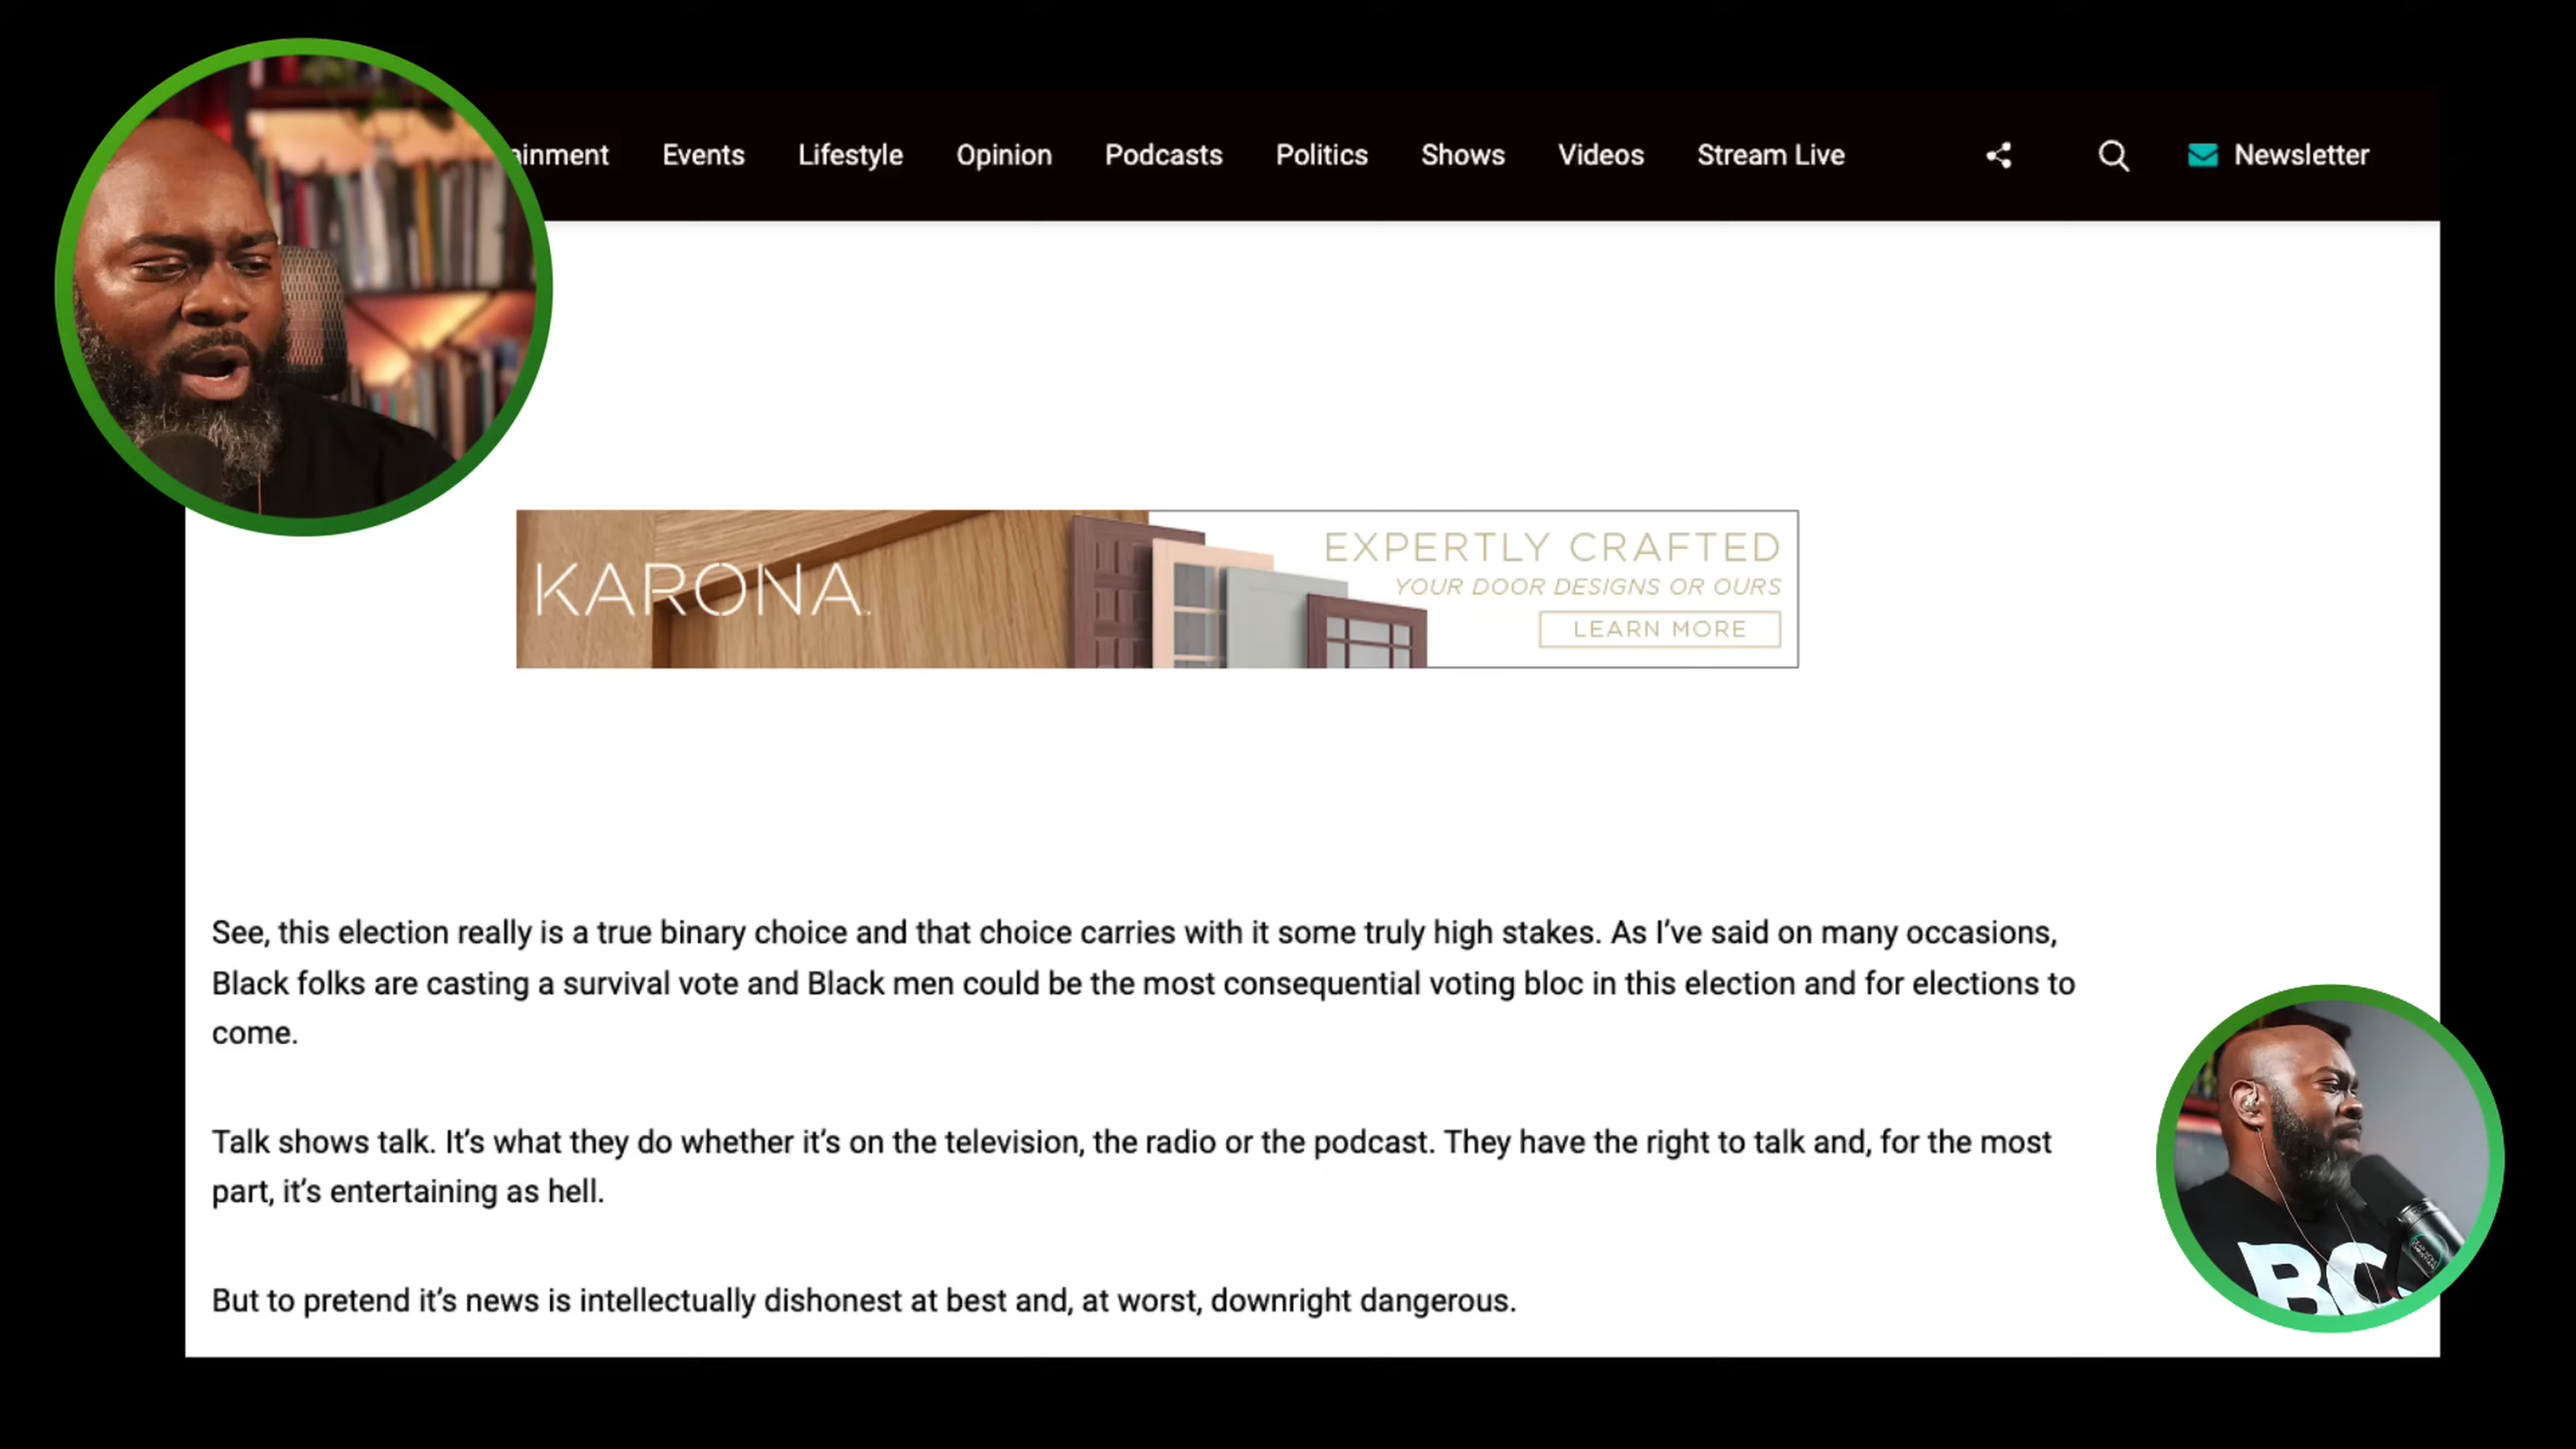 ainment Events Lifestyle Opinion Podcasts Politics Shows Videos Stream Live Newsletter
KARONA
EXPERTLY CRAFTED
YOUR DOOR DESIGNS OR OURS
LEARN MORE
See, this election really is a true binary choice and that choice carries with it some truly high stakes. As I’ve said on many occasions,
Black folks are casting a survival vote and Black men could be the most consequential voting bloc in this election and for elections to
come.
Talk shows talk. It’s what they do whether it’s on the television, the radio or the podcast. They have the right to talk and, for the most
part, it’s entertaining as hell.
But to pretend it’s news is intellectually dishonest at best and, at worst, downright dangerous.
BC